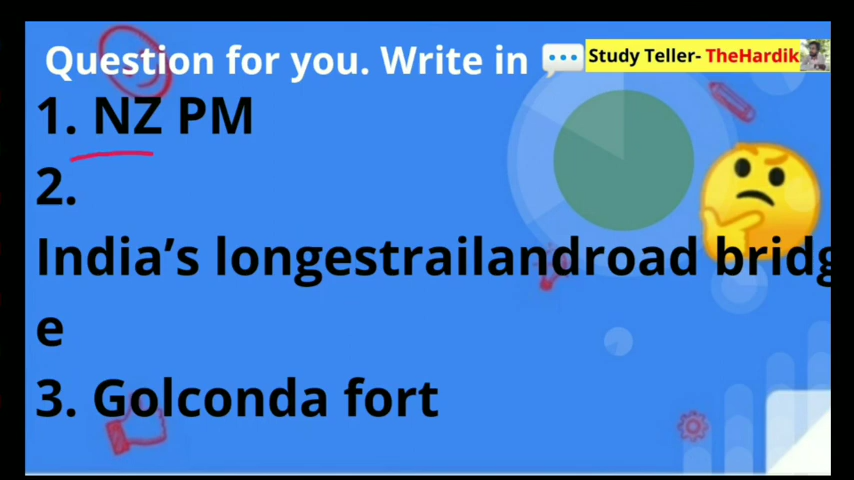 Question for you. Write in
Study Teller- TheHardik
1. NZ PM
2.
India’s longestrailandroad bridg
e
3. Golconda fort